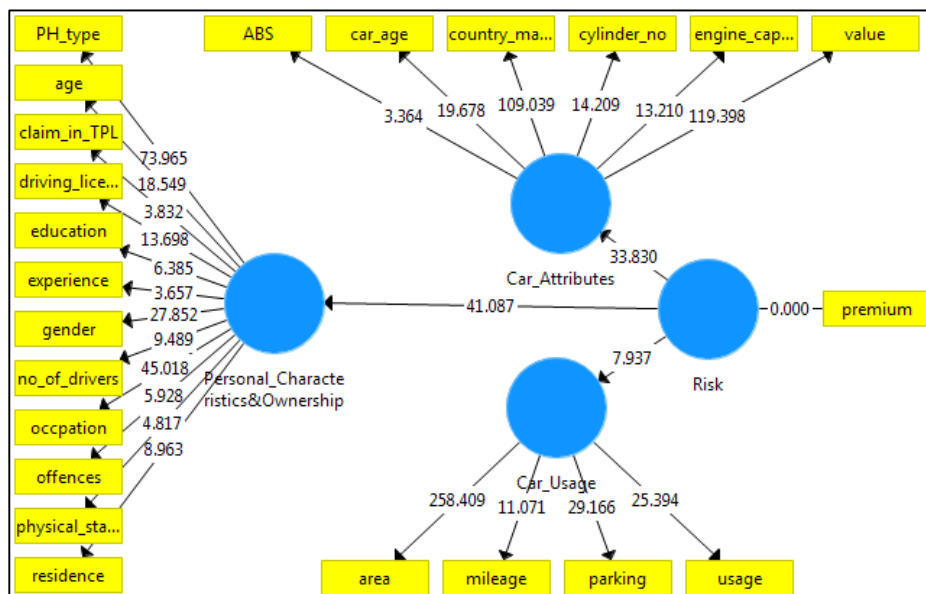 PH_type
ABS
car_age
country_ma...
cylinder_no
engine_cap...
value
age
claim_in_TPL
driving_lice...
education
experience
gender
no_of_drivers
occpation
offences
physical_sta...
residence
3.364
19.678
109.039
14.209
13.210
119.398
73.965
18.549
3.832
13.698
6.385
3.657
27.852
9.489
45.018
5.928
4.817
8.963
Car_Attributes
33.830
41.087
0.000
premium
7.937
Personal_Characte
ristics&Ownership
Risk
Car_Usage
258.409
11.071
29.166
25.394
area
mileage
parking
usage